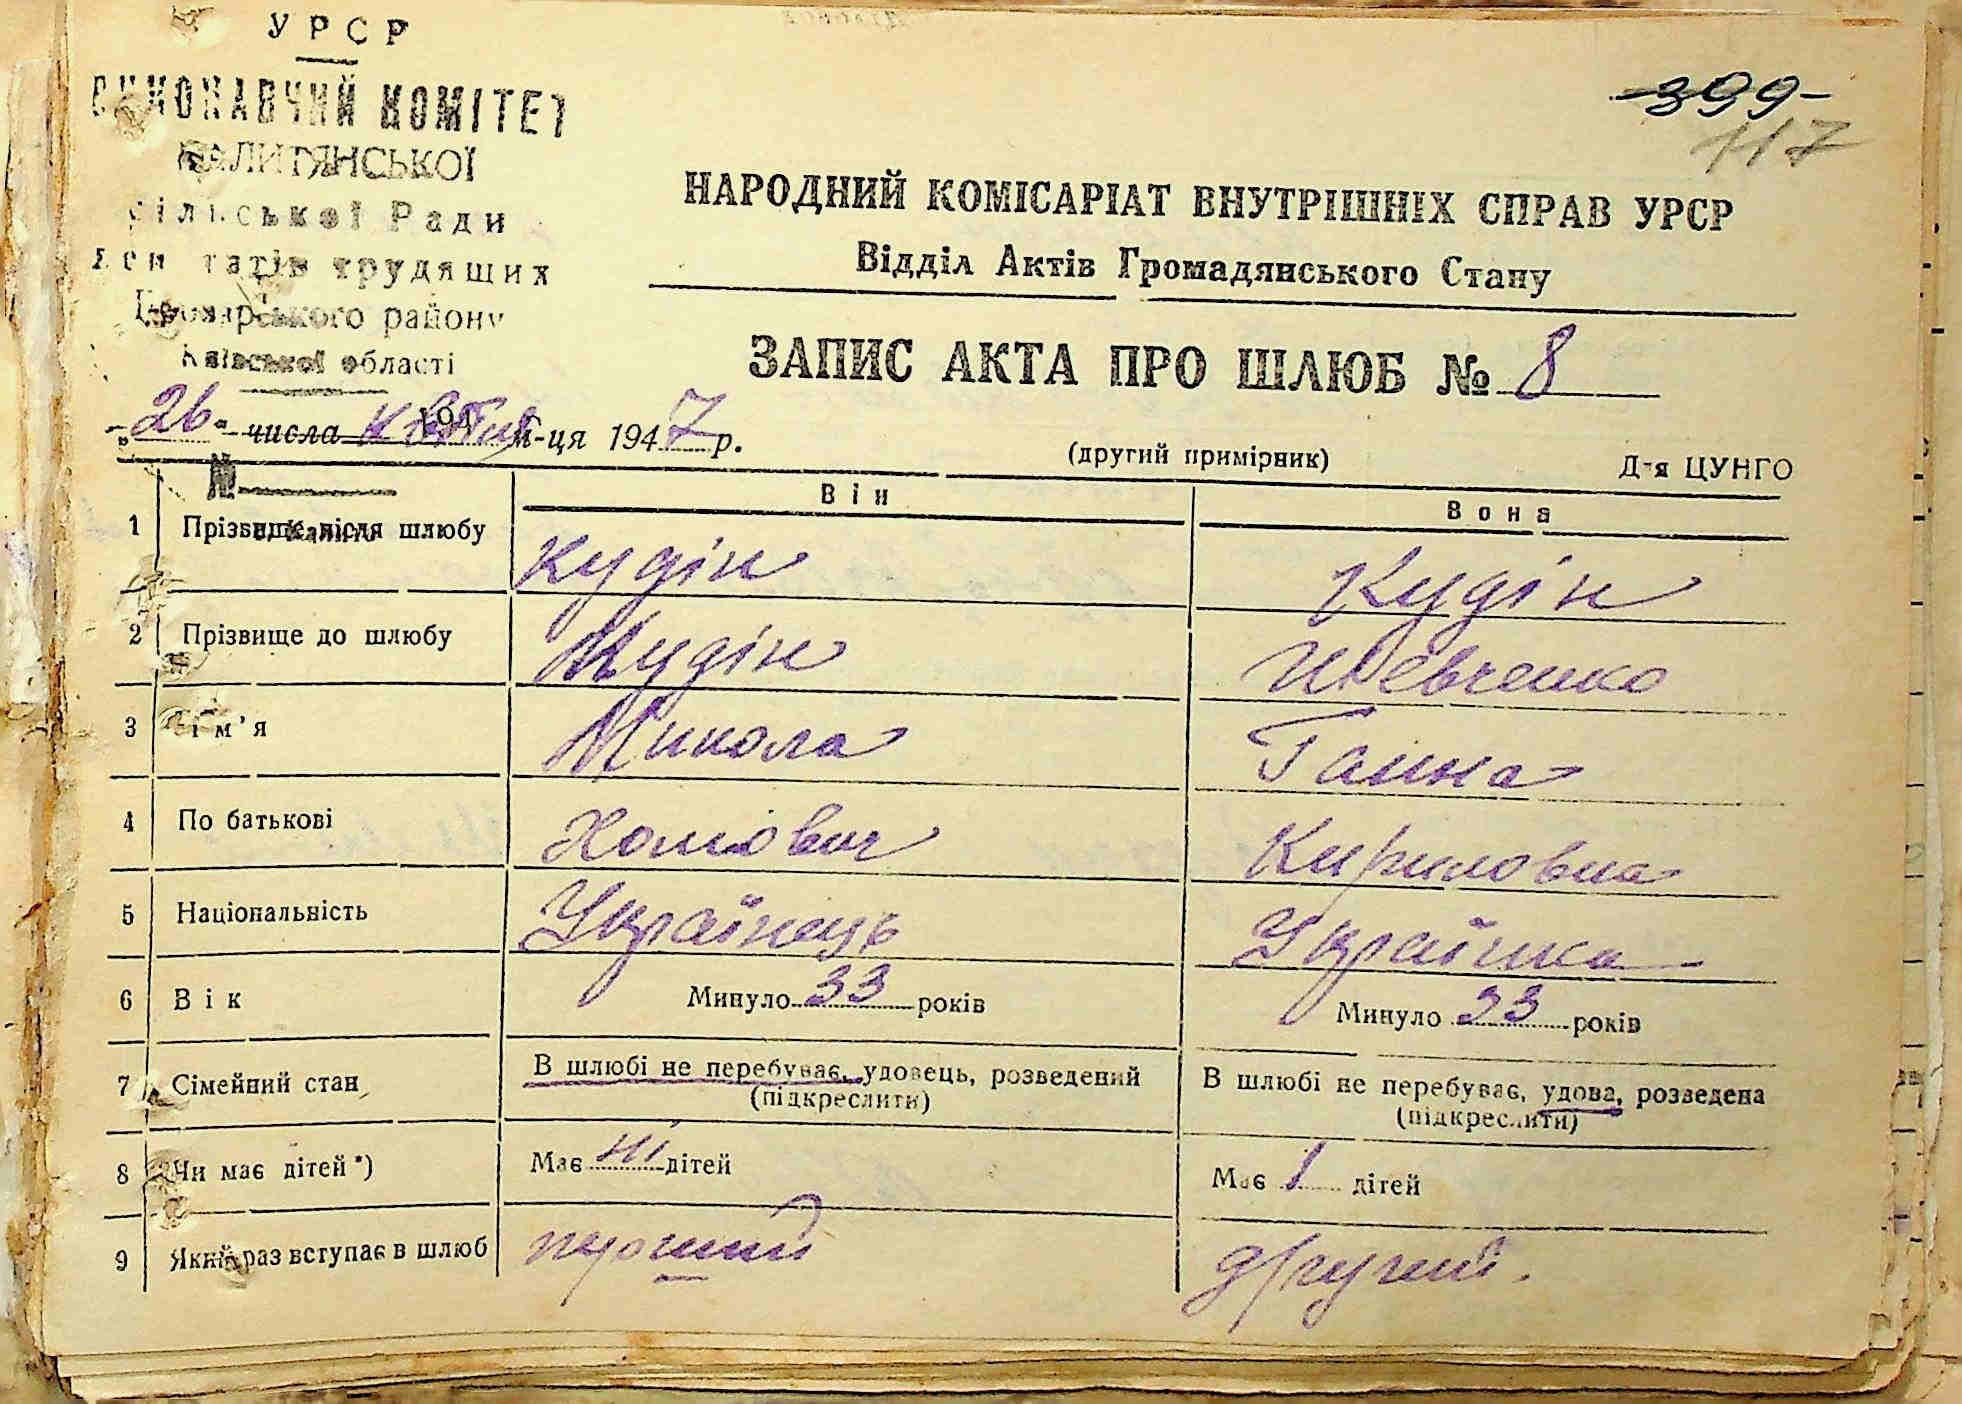 УРСР
ВИКОНАВЧИЙ КОМІТЕТ
КАЛИТЯНСЬКОЇ
сільської Ради
депутатів трудящих
Броварського району
Київської області
399
117
НАРОДНИЙ КОМІСАРІАТ ВНУТРІШНІХ СПРАВ УРСР
Відділ Актів Громадянського Стану
ЗАПИС АКТА ПРО ШЛЮБ № 8
„26" числа квітня м-ця 1947 р.
194
(другий примірник) Д-я ЦУНГО
№
Він Вона
1 Прізвище після шлюбу Кудін Кудін
2 Прізвище до шлюбу Кудін Шевченко
3 Ім'я Микола Ганна
4 По батькові Хомович Кириловна
5 Національність Українець Українка
6 Вік Минуло 33 років Минуло 33 років
7 Сімейний стан В шлюбі не перебуває, удовець, розведений В шлюбі не перебуває, удова, розведена
(підкреслити) (підкреслити)
8 Чи має дітей*) Має ні дітей Має 1 дітей
9 Який раз вступає в шлюб перший другий.